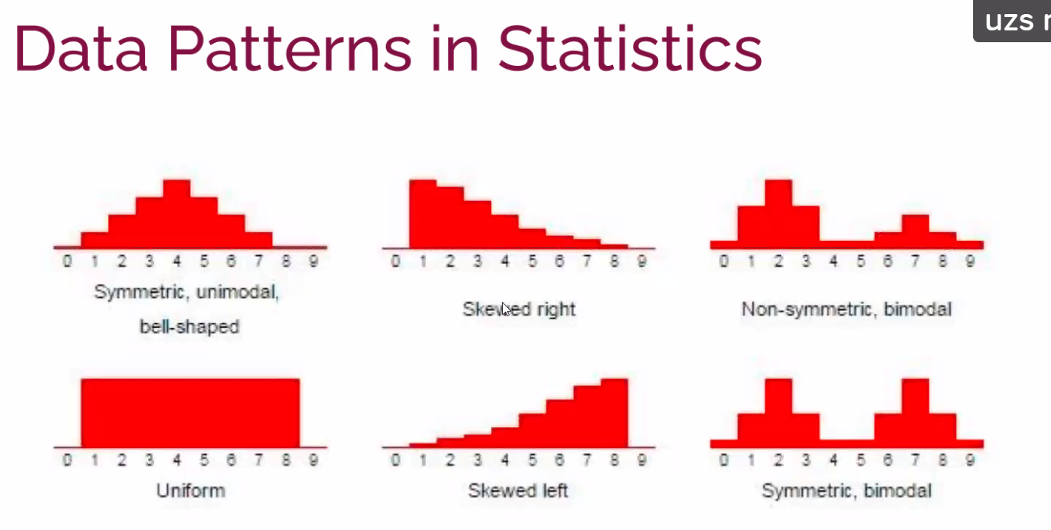 Data Patterns in Statistics
uzs
0 1 2 3 4 5 6 7 8 9
Symmetric, unimodal,
bell-shaped
0 1 2 3 4 5 6 7 8 9
Skewed right
0 1 2 3 4 5 6 7 8 9
Non-symmetric, bimodal
0 1 2 3 4 5 6 7 8 9
Uniform
0 1 2 3 4 5 6 7 8 9
Skewed left
0 1 2 3 4 5 6 7 8 9
Symmetric, bimodal